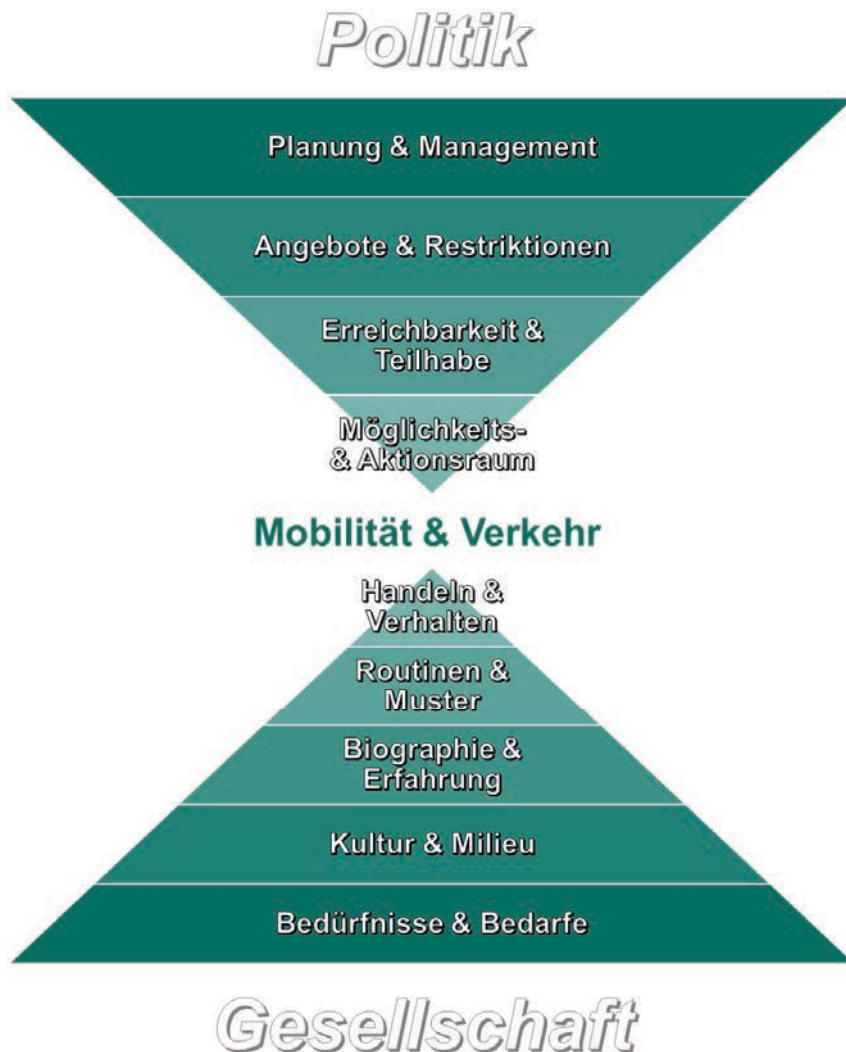 Politik
Planung & Management
Angebote & Restriktionen
Erreichbarkeit &
Teilhabe
Möglichkeits-
& Aktionsraum
Mobilität & Verkehr
Handeln &
Verhalten
Routinen &
Muster
Biographie &
Erfahrung
Kultur & Milieu
Bedürfnisse & Bedarfe
Gesellschaft